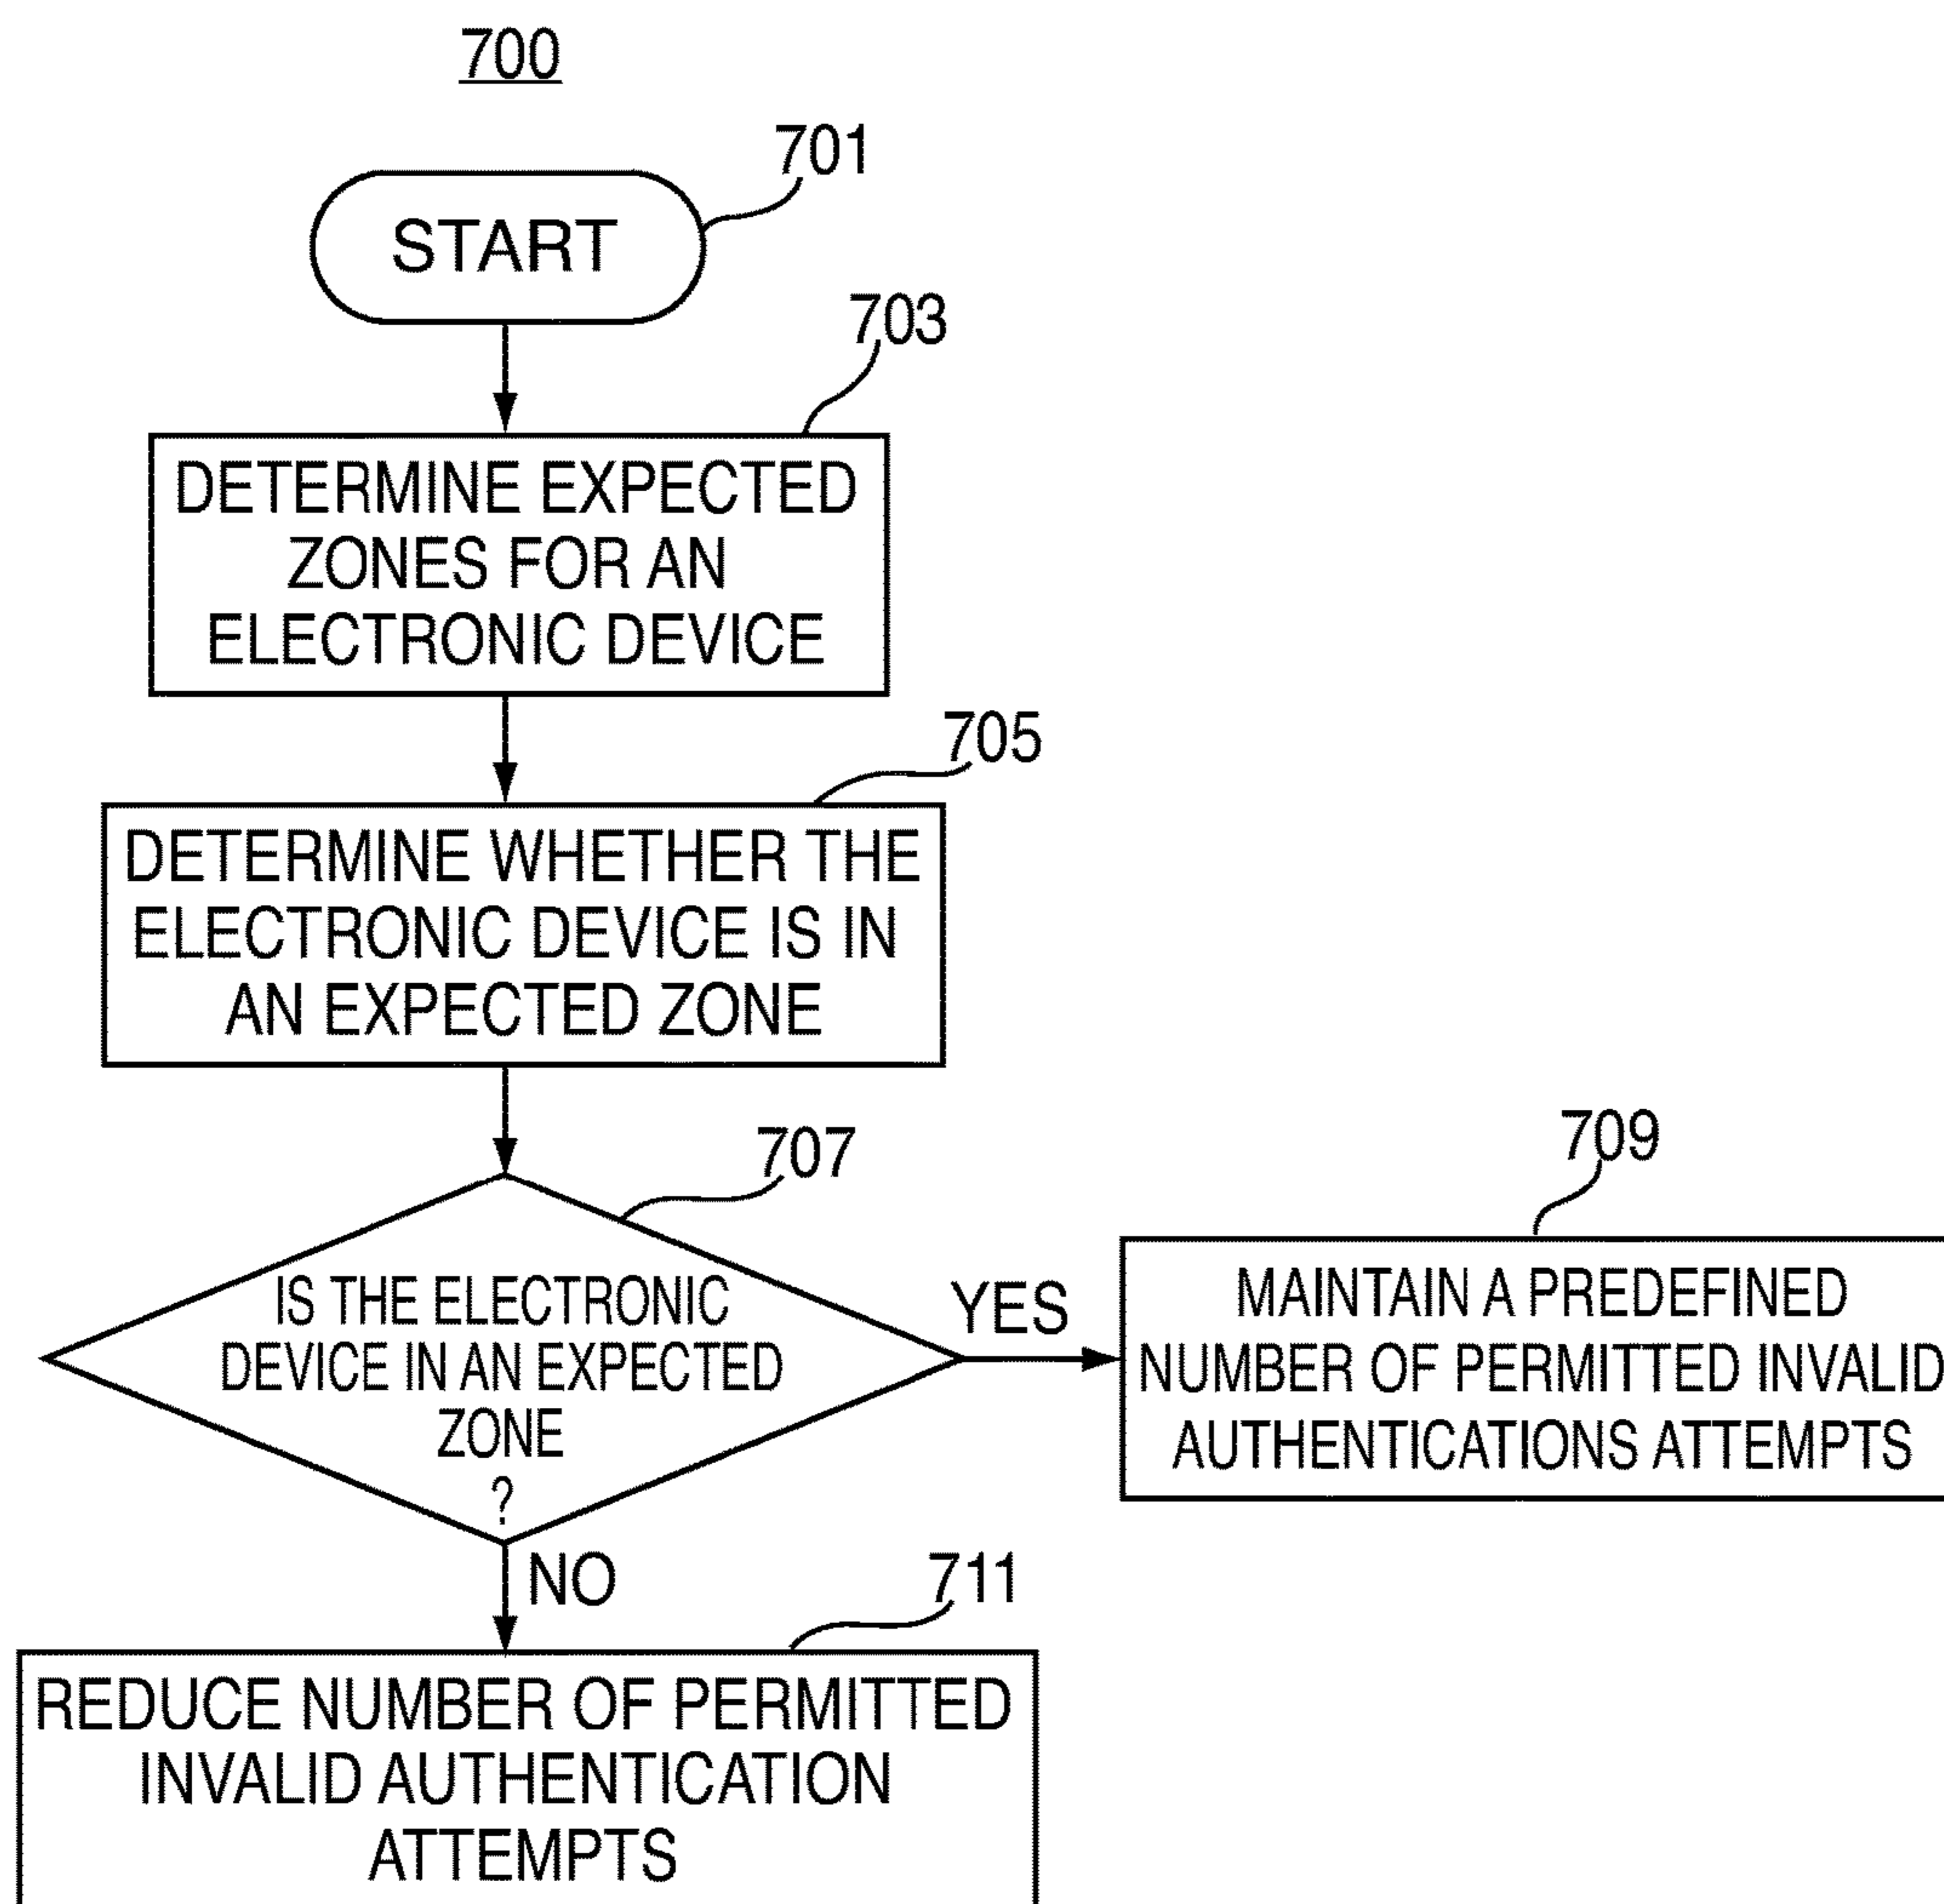 700
701
START
703
DETERMINE EXPECTED
ZONES FOR AN
ELECTRONIC DEVICE
705
DETERMINE WHETHER THE
ELECTRONIC DEVICE IS IN
AN EXPECTED ZONE
707
IS THE ELECTRONIC
DEVICE IN AN EXPECTED
ZONE
?
YES
709
MAINTAIN A PREDEFINED
NUMBER OF PERMITTED INVALID
AUTHENTICATIONS ATTEMPTS
NO
711
REDUCE NUMBER OF PERMITTED
INVALID AUTHENTICATION
ATTEMPTS